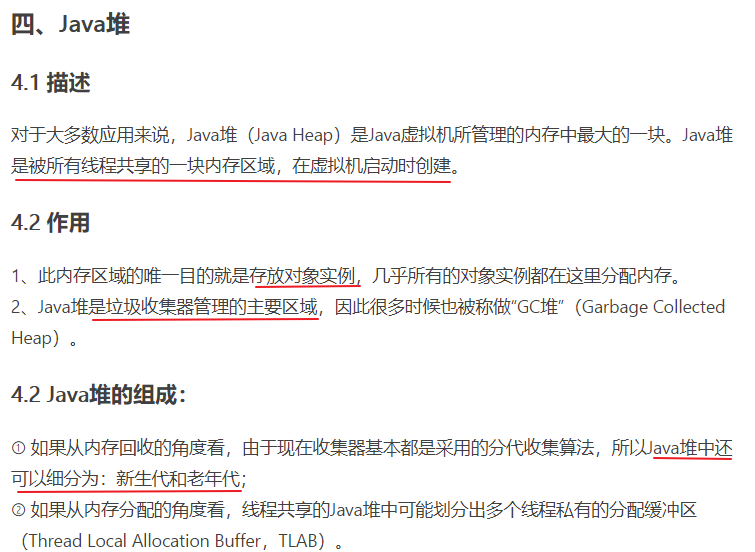 四、Java堆
4.1 描述
对于大多数应用来说，Java堆（Java Heap）是Java虚拟机所管理的内存中最大的一块。Java堆
是被所有线程共享的一块内存区域，在虚拟机启动时创建。
4.2 作用
1、此内存区域的唯一目的就是存放对象实例，几乎所有的对象实例都在这里分配内存。
2、Java堆是垃圾收集器管理的主要区域，因此很多时候也被称做“GC堆”（Garbage Collected
Heap）。
4.2 Java堆的组成：
① 如果从内存回收的角度看，由于现在收集器基本都是采用的分代收集算法，所以Java堆中还
可以细分为：新生代和老年代；
② 如果从内存分配的角度看，线程共享的Java堆中可能划分出多个线程私有的分配缓冲区
（Thread Local Allocation Buffer，TLAB）。